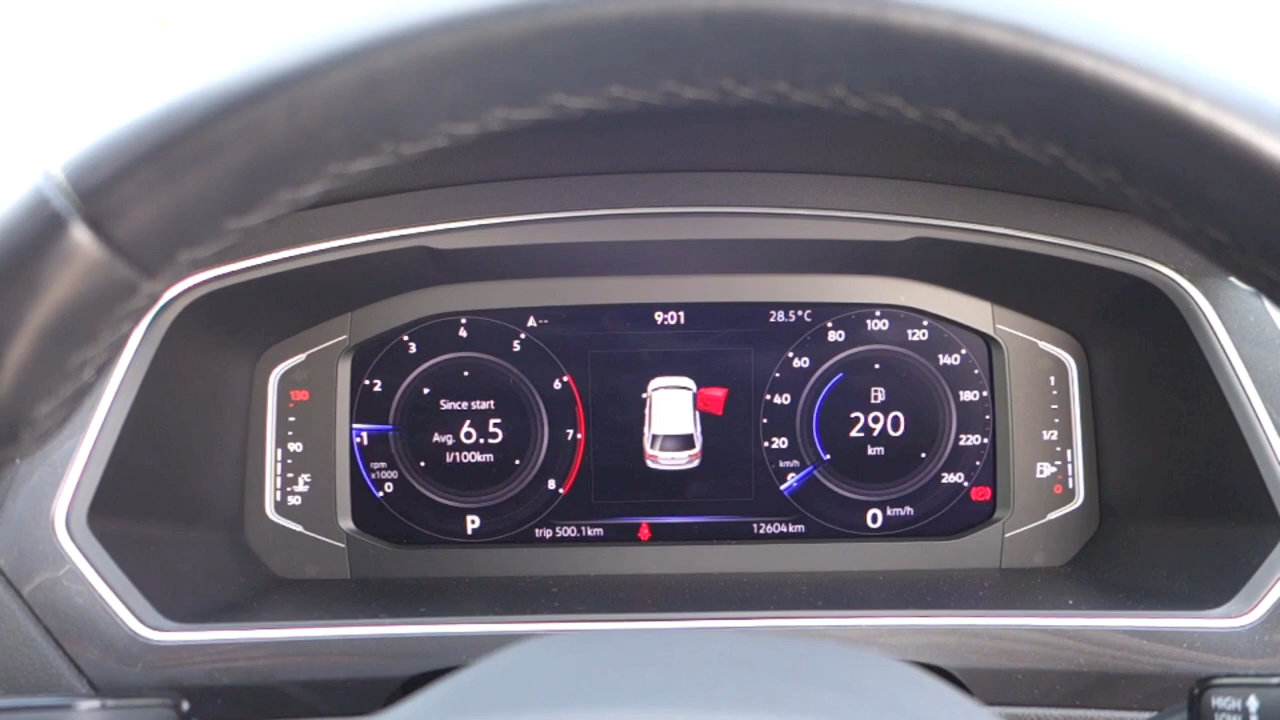 9:01
28.5°C
A--
0
1
2
3
4
5
6
7
8
rpm
x1000
Since start
Avg. 6.5
l/100km
P
130
90
50
°C
trip 500.1km
12604km
20
40
60
80
100
120
140
180
220
260
km/h
290
km
0 km/h
(P)
1
1/2
0
HIGH